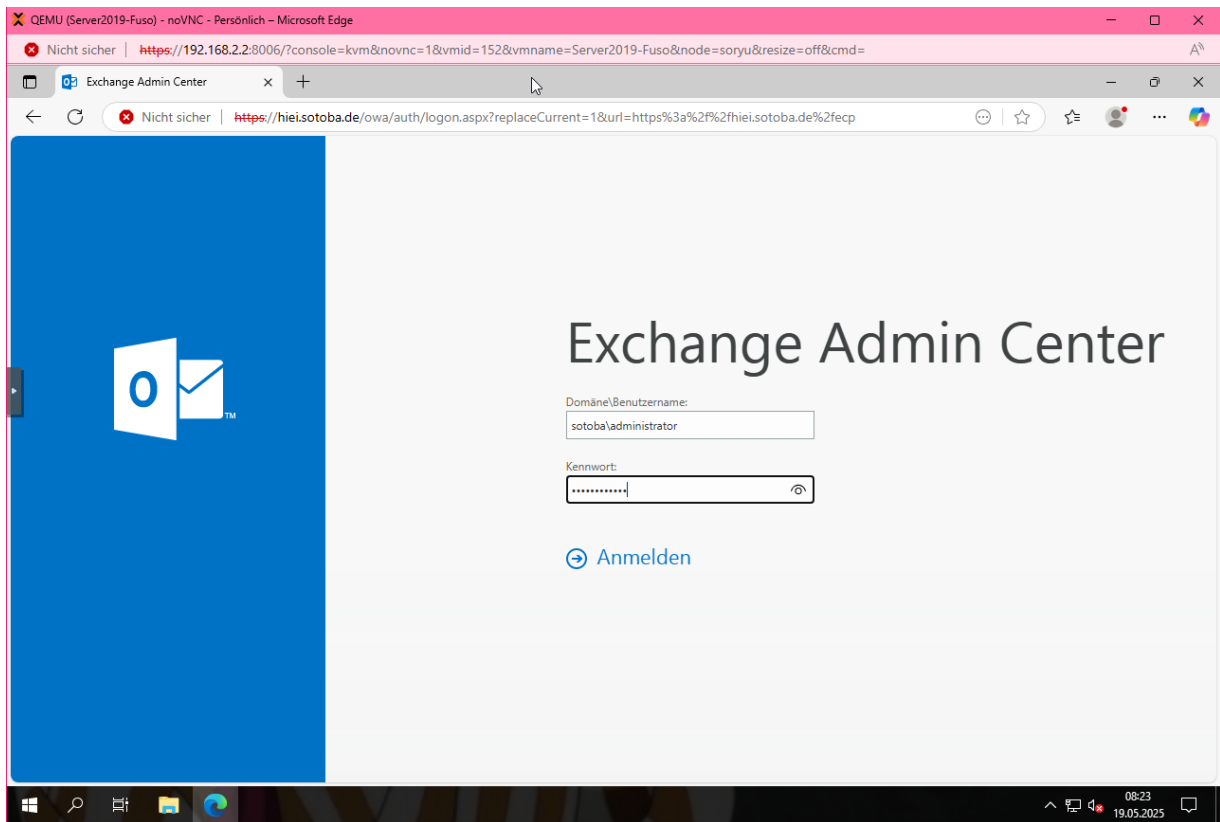 QEMU (Server2019-Fuso) - noVNC - Persönlich – Microsoft Edge
Nicht sicher | https://192.168.2.2:8006/?console=kvm&novnc=1&vmid=152&vmname=Server2019-Fuso&node=soryu&resize=off&cmd=
Exchange Admin Center
Nicht sicher | https://hiei.sotoba.de/owa/auth/logon.aspx?replaceCurrent=1&url=https%3a%2f%2fhiei.sotoba.de%2fecp
Exchange Admin Center
Domäne\Benutzername:
sotoba\administrator
Kennwort:
••••••••••••
Anmelden
O
TM
08:23
19.05.2025